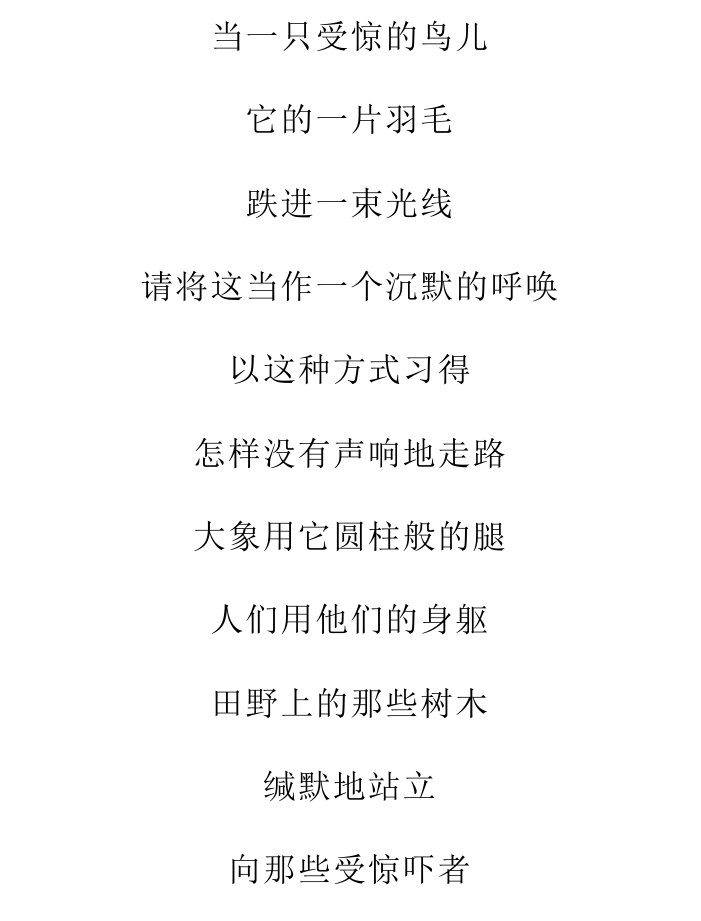 当一只受惊的鸟儿
它的一片羽毛
跌进一束光线
请将这当作一个沉默的呼唤
以这种方式习得
怎样没有声响地走路
大象用它圆柱般的腿
人们用他们的身躯
田野上的那些树木
缄默地站立
向那些受惊吓者